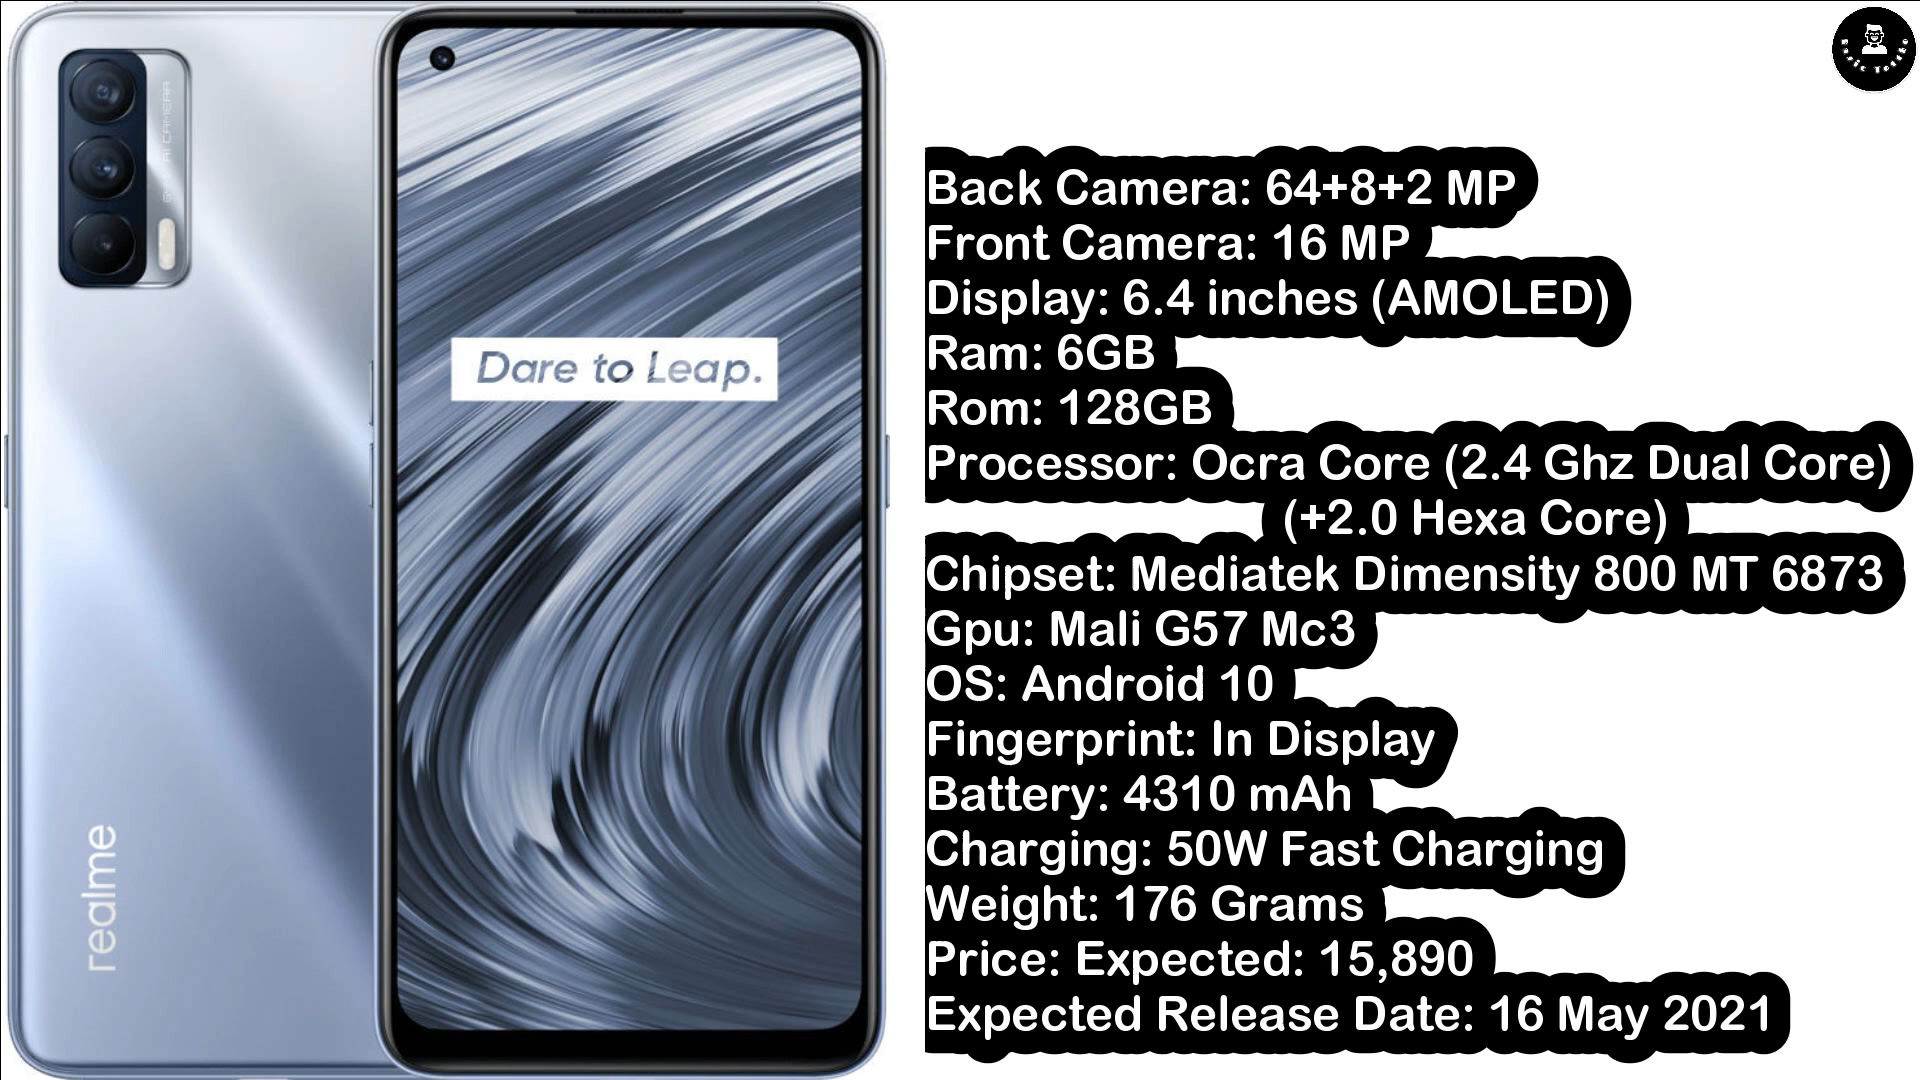 AI CAMERA
realme
Dare to Leap.
Back Camera: 64+8+2 MP
Front Camera: 16 MP
Display: 6.4 inches (AMOLED)
Ram: 6GB
Rom: 128GB
Processor: Ocra Core (2.4 Ghz Dual Core)
(+2.0 Hexa Core)
Chipset: Mediatek Dimensity 800 MT 6873
Gpu: Mali G57 Mc3
OS: Android 10
Fingerprint: In Display
Battery: 4310 mAh
Charging: 50W Fast Charging
Weight: 176 Grams
Price: Expected: 15,890
Expected Release Date: 16 May 2021